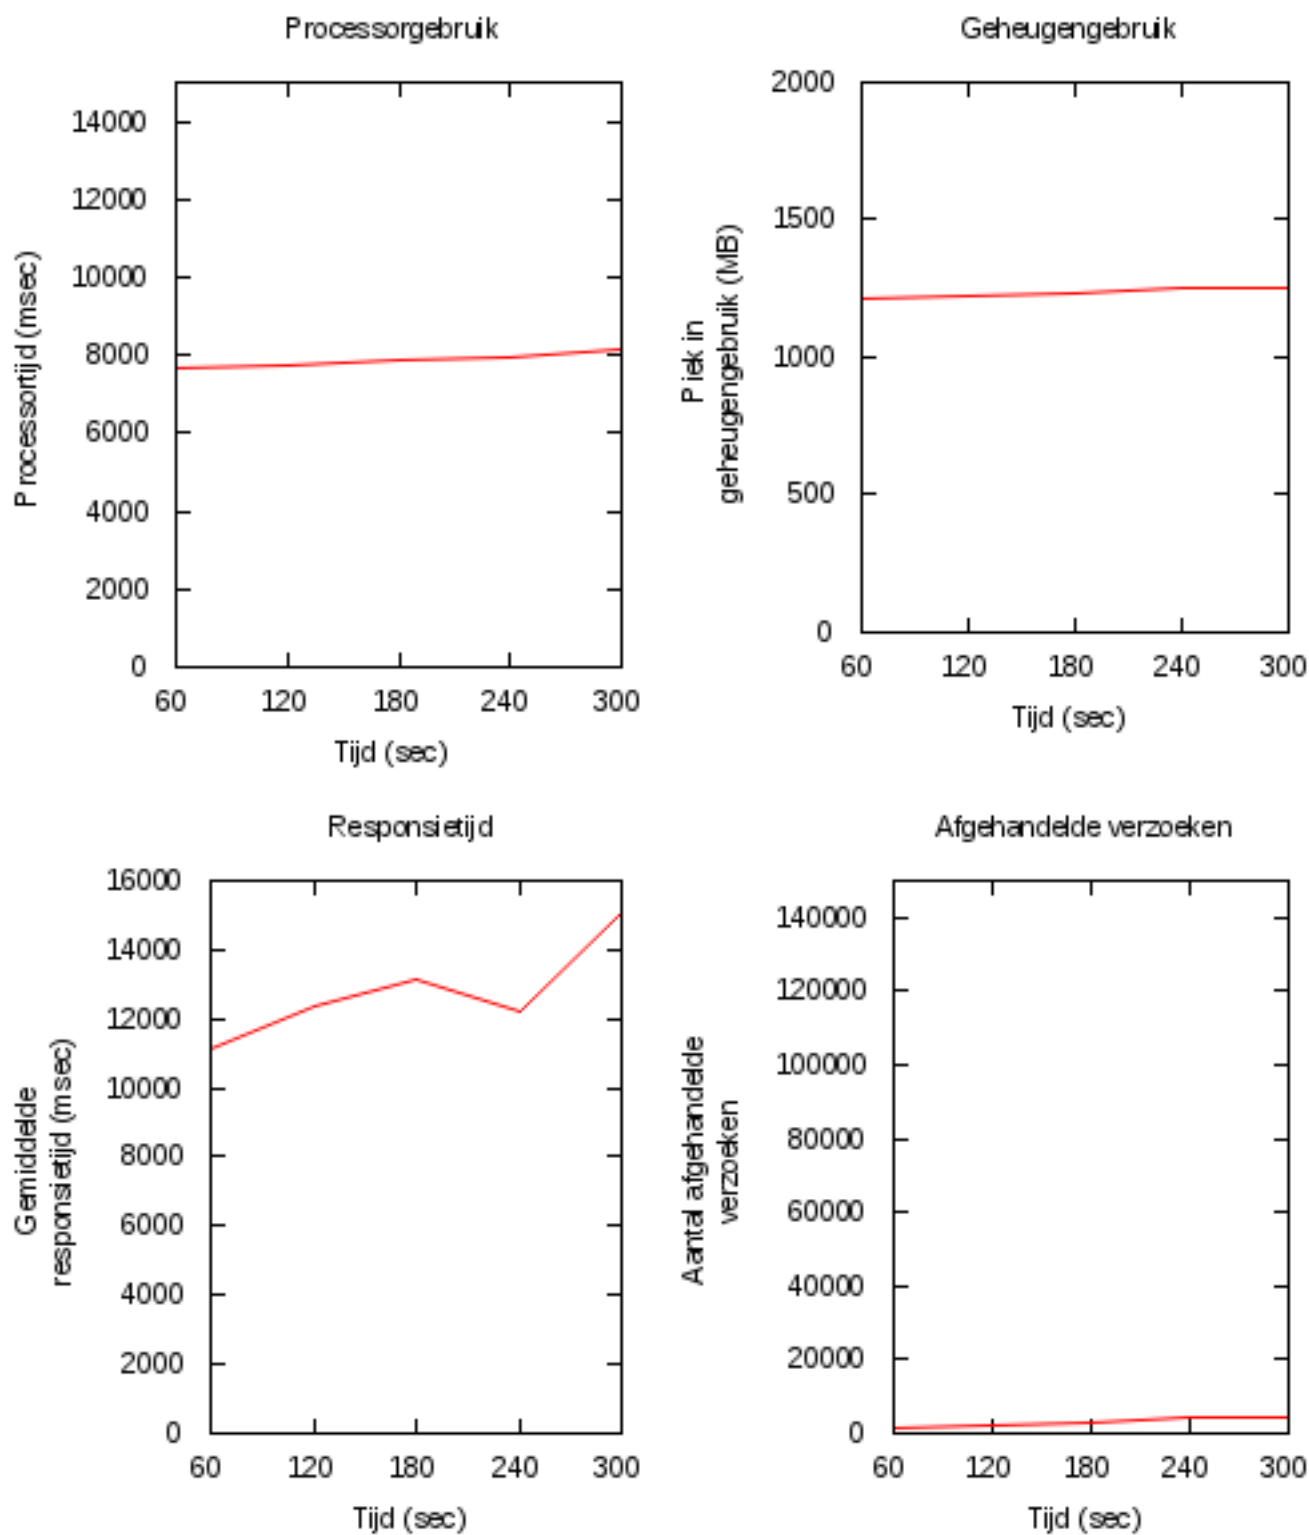 Processorgebruik
14000
12000
10000
8000
6000
4000
2000
0
Processortijd (msec)
60 120 180 240 300
Tijd (sec)
Geheugengebruik
2000
1500
1000
500
0
Piek in
geheugengebruik (MB)
60 120 180 240 300
Tijd (sec)
Responsietijd
16000
14000
12000
10000
8000
6000
4000
2000
0
Gemiddelde
responsietijd (msec)
60 120 180 240 300
Tijd (sec)
Afgehandelde verzoeken
140000
120000
100000
80000
60000
40000
20000
0
Aantal afgehandelde
verzoeken
60 120 180 240 300
Tijd (sec)